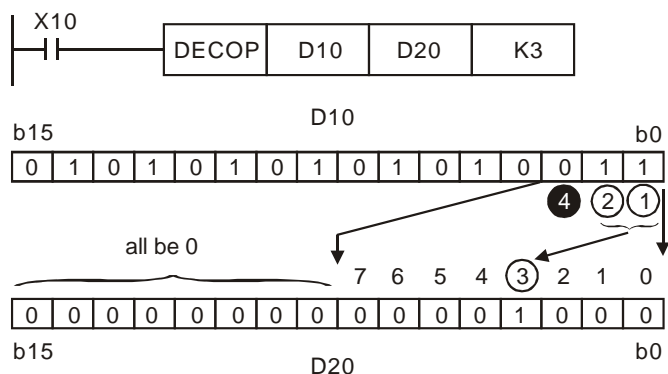 X10
DECOP D10 D20 K3
D10
b15 b0
0 1 0 1 0 1 0 1 0 1 0 1 0 0 1 1
4 2 1
all be 0
7 6 5 4 3 2 1 0
0 0 0 0 0 0 0 0 0 0 0 0 1 0 0 0
b15 b0
D20